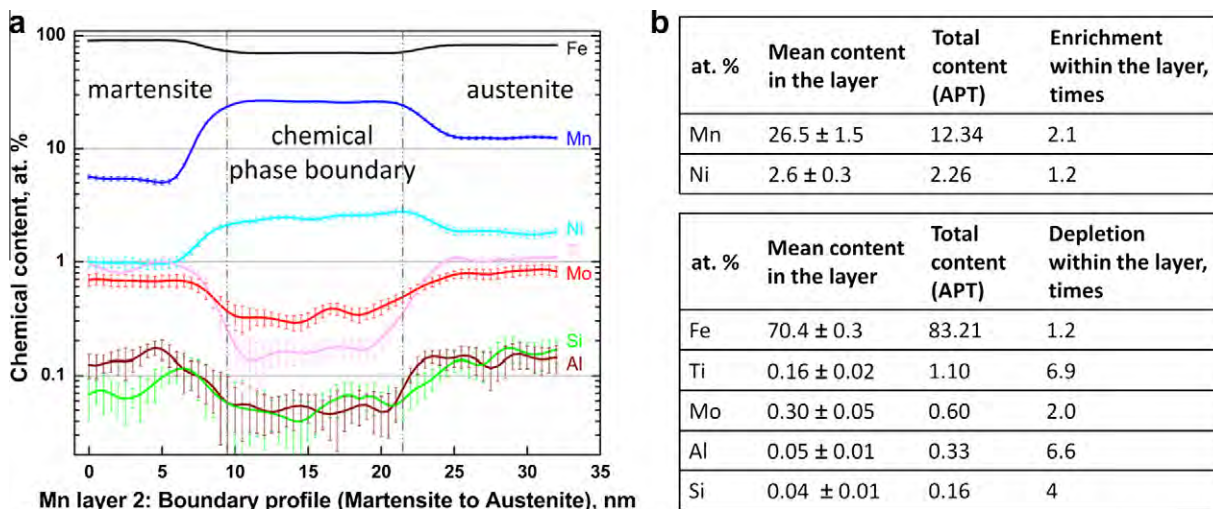 a
100
10
1
0.1
Chemical content, at. %
martensite
austenite
chemical
phase boundary
Fe
Mn
Ni
Ti
Mo
Si
Al
0 5 10 15 20 25 30 35
Mn layer 2: Boundary profile (Martensite to Austenite), nm
b
at. % Mean content in the layer Total content (APT) Enrichment within the layer, times
Mn 26.5 ± 1.5 12.34 2.1
Ni 2.6 ± 0.3 2.26 1.2
at. % Mean content in the layer Total content (APT) Depletion within the layer, times
Fe 70.4 ± 0.3 83.21 1.2
Ti 0.16 ± 0.02 1.10 6.9
Mo 0.30 ± 0.05 0.60 2.0
Al 0.05 ± 0.01 0.33 6.6
Si 0.04 ± 0.01 0.16 4